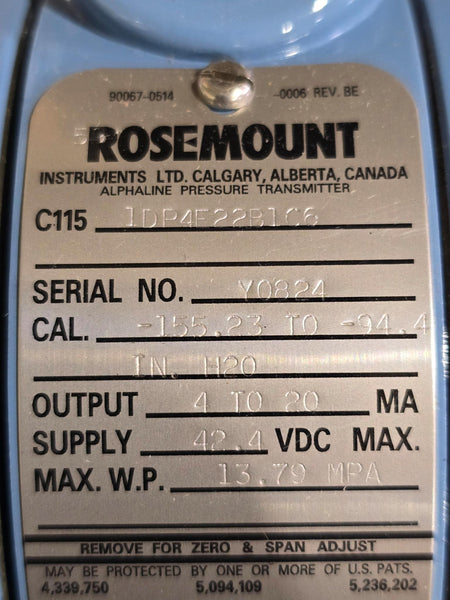 90067-0514 -0006 REV. BE
ROSEMOUNT
INSTRUMENTS LTD. CALGARY, ALBERTA, CANADA
ALPHALINE PRESSURE TRANSMITTER
C115 1DP4E22B1C6
SERIAL NO. Y0824
CAL. -155.23 TO -94.4
IN. H2O
OUTPUT 4 TO 20 MA
SUPPLY 42.4 VDC MAX.
MAX. W.P. 13.79 MPA
REMOVE FOR ZERO & SPAN ADJUST
MAY BE PROTECTED BY ONE OR MORE OF U.S. PATS.
4,339,750 5,094,109 5,236,202